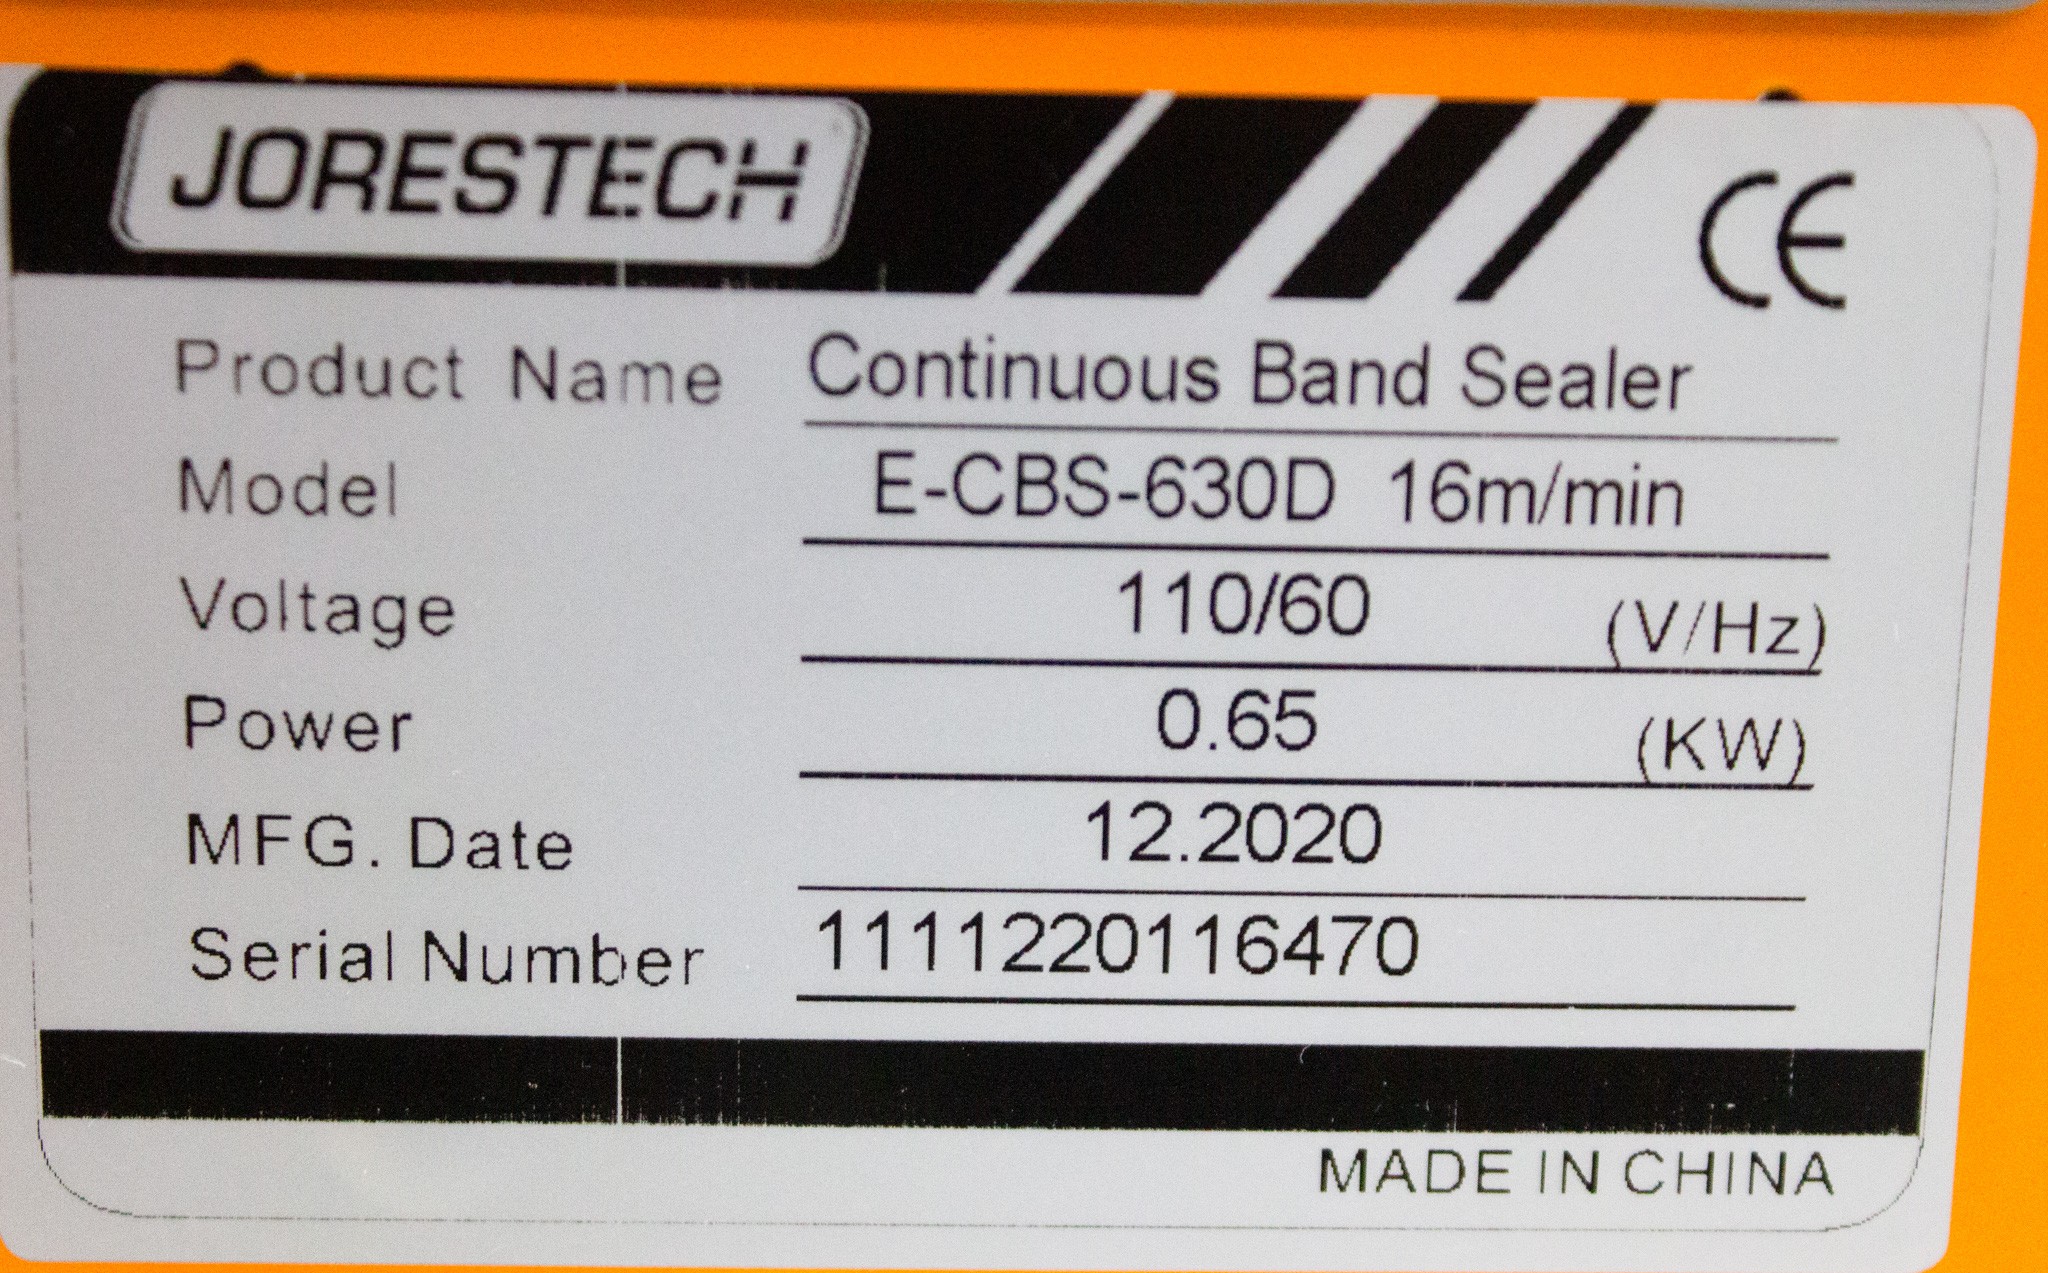 JORESTECH
CE
Product Name Continuous Band Sealer
Model E-CBS-630D 16m/min
Voltage 110/60 (V/Hz)
Power 0.65 (KW)
MFG. Date 12.2020
Serial Number 1111220116470
MADE IN CHINA